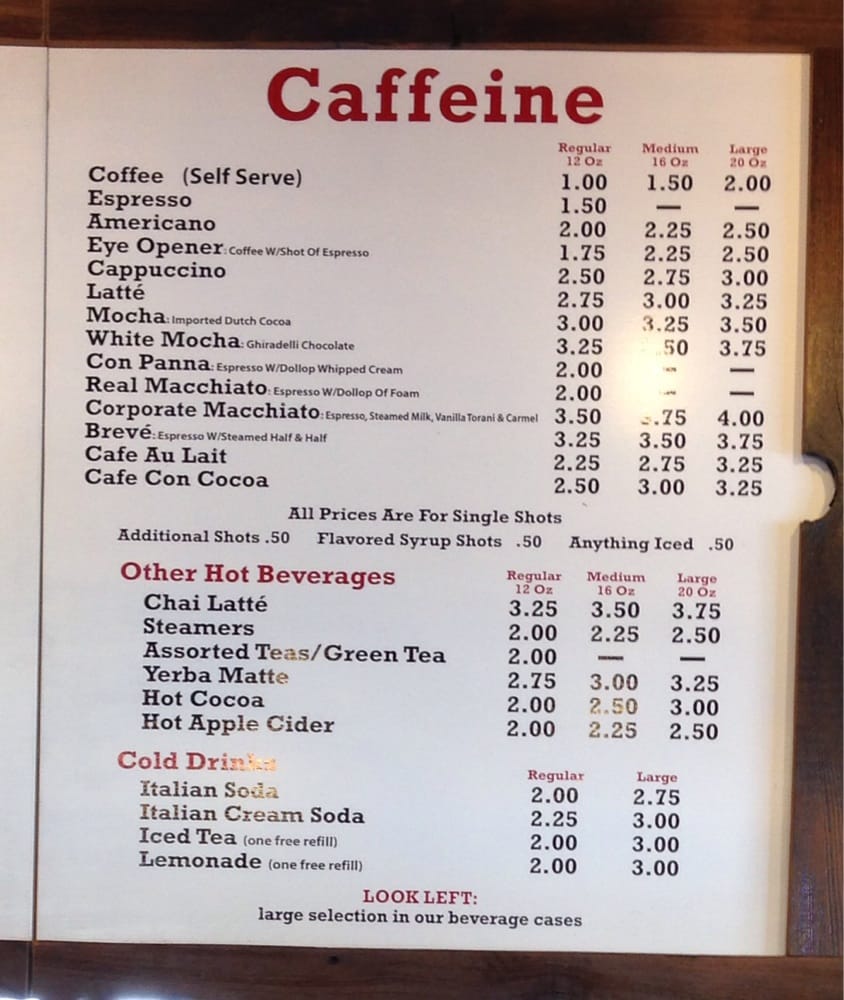 Caffeine
Regular Medium Large
12 Oz 16 Oz 20 Oz
Coffee (Self Serve) 1.00 1.50 2.00
Espresso 1.50 — —
Americano 2.00 2.25 2.50
Eye Opener: Coffee W/Shot Of Espresso 1.75 2.25 2.50
Cappuccino 2.50 2.75 3.00
Latté 2.75 3.00 3.25
Mocha: Imported Dutch Cocoa 3.00 3.25 3.50
White Mocha: Ghiradelli Chocolate 3.25 .50 3.75
Con Panna: Espresso W/Dollop Whipped Cream 2.00 — —
Real Macchiato: Espresso W/Dollop Of Foam 2.00 — —
Corporate Macchiato: Espresso, Steamed Milk, Vanilla Torani & Carmel 3.50 .75 4.00
Brevé: Espresso W/Steamed Half & Half 3.25 3.50 3.75
Cafe Au Lait 2.25 2.75 3.25
Cafe Con Cocoa 2.50 3.00 3.25
All Prices Are For Single Shots
Additional Shots .50 Flavored Syrup Shots .50 Anything Iced .50
Other Hot Beverages Regular Medium Large
12 Oz 16 Oz 20 Oz
Chai Latté 3.25 3.50 3.75
Steamers 2.00 2.25 2.50
Assorted Teas/Green Tea 2.00 — —
Yerba Matte 2.75 3.00 3.25
Hot Cocoa 2.00 2.50 3.00
Hot Apple Cider 2.00 2.25 2.50
Cold Drinks Regular Large
Italian Soda 2.00 2.75
Italian Cream Soda 2.25 3.00
Iced Tea (one free refill) 2.00 3.00
Lemonade (one free refill) 2.00 3.00
LOOK LEFT:
large selection in our beverage cases